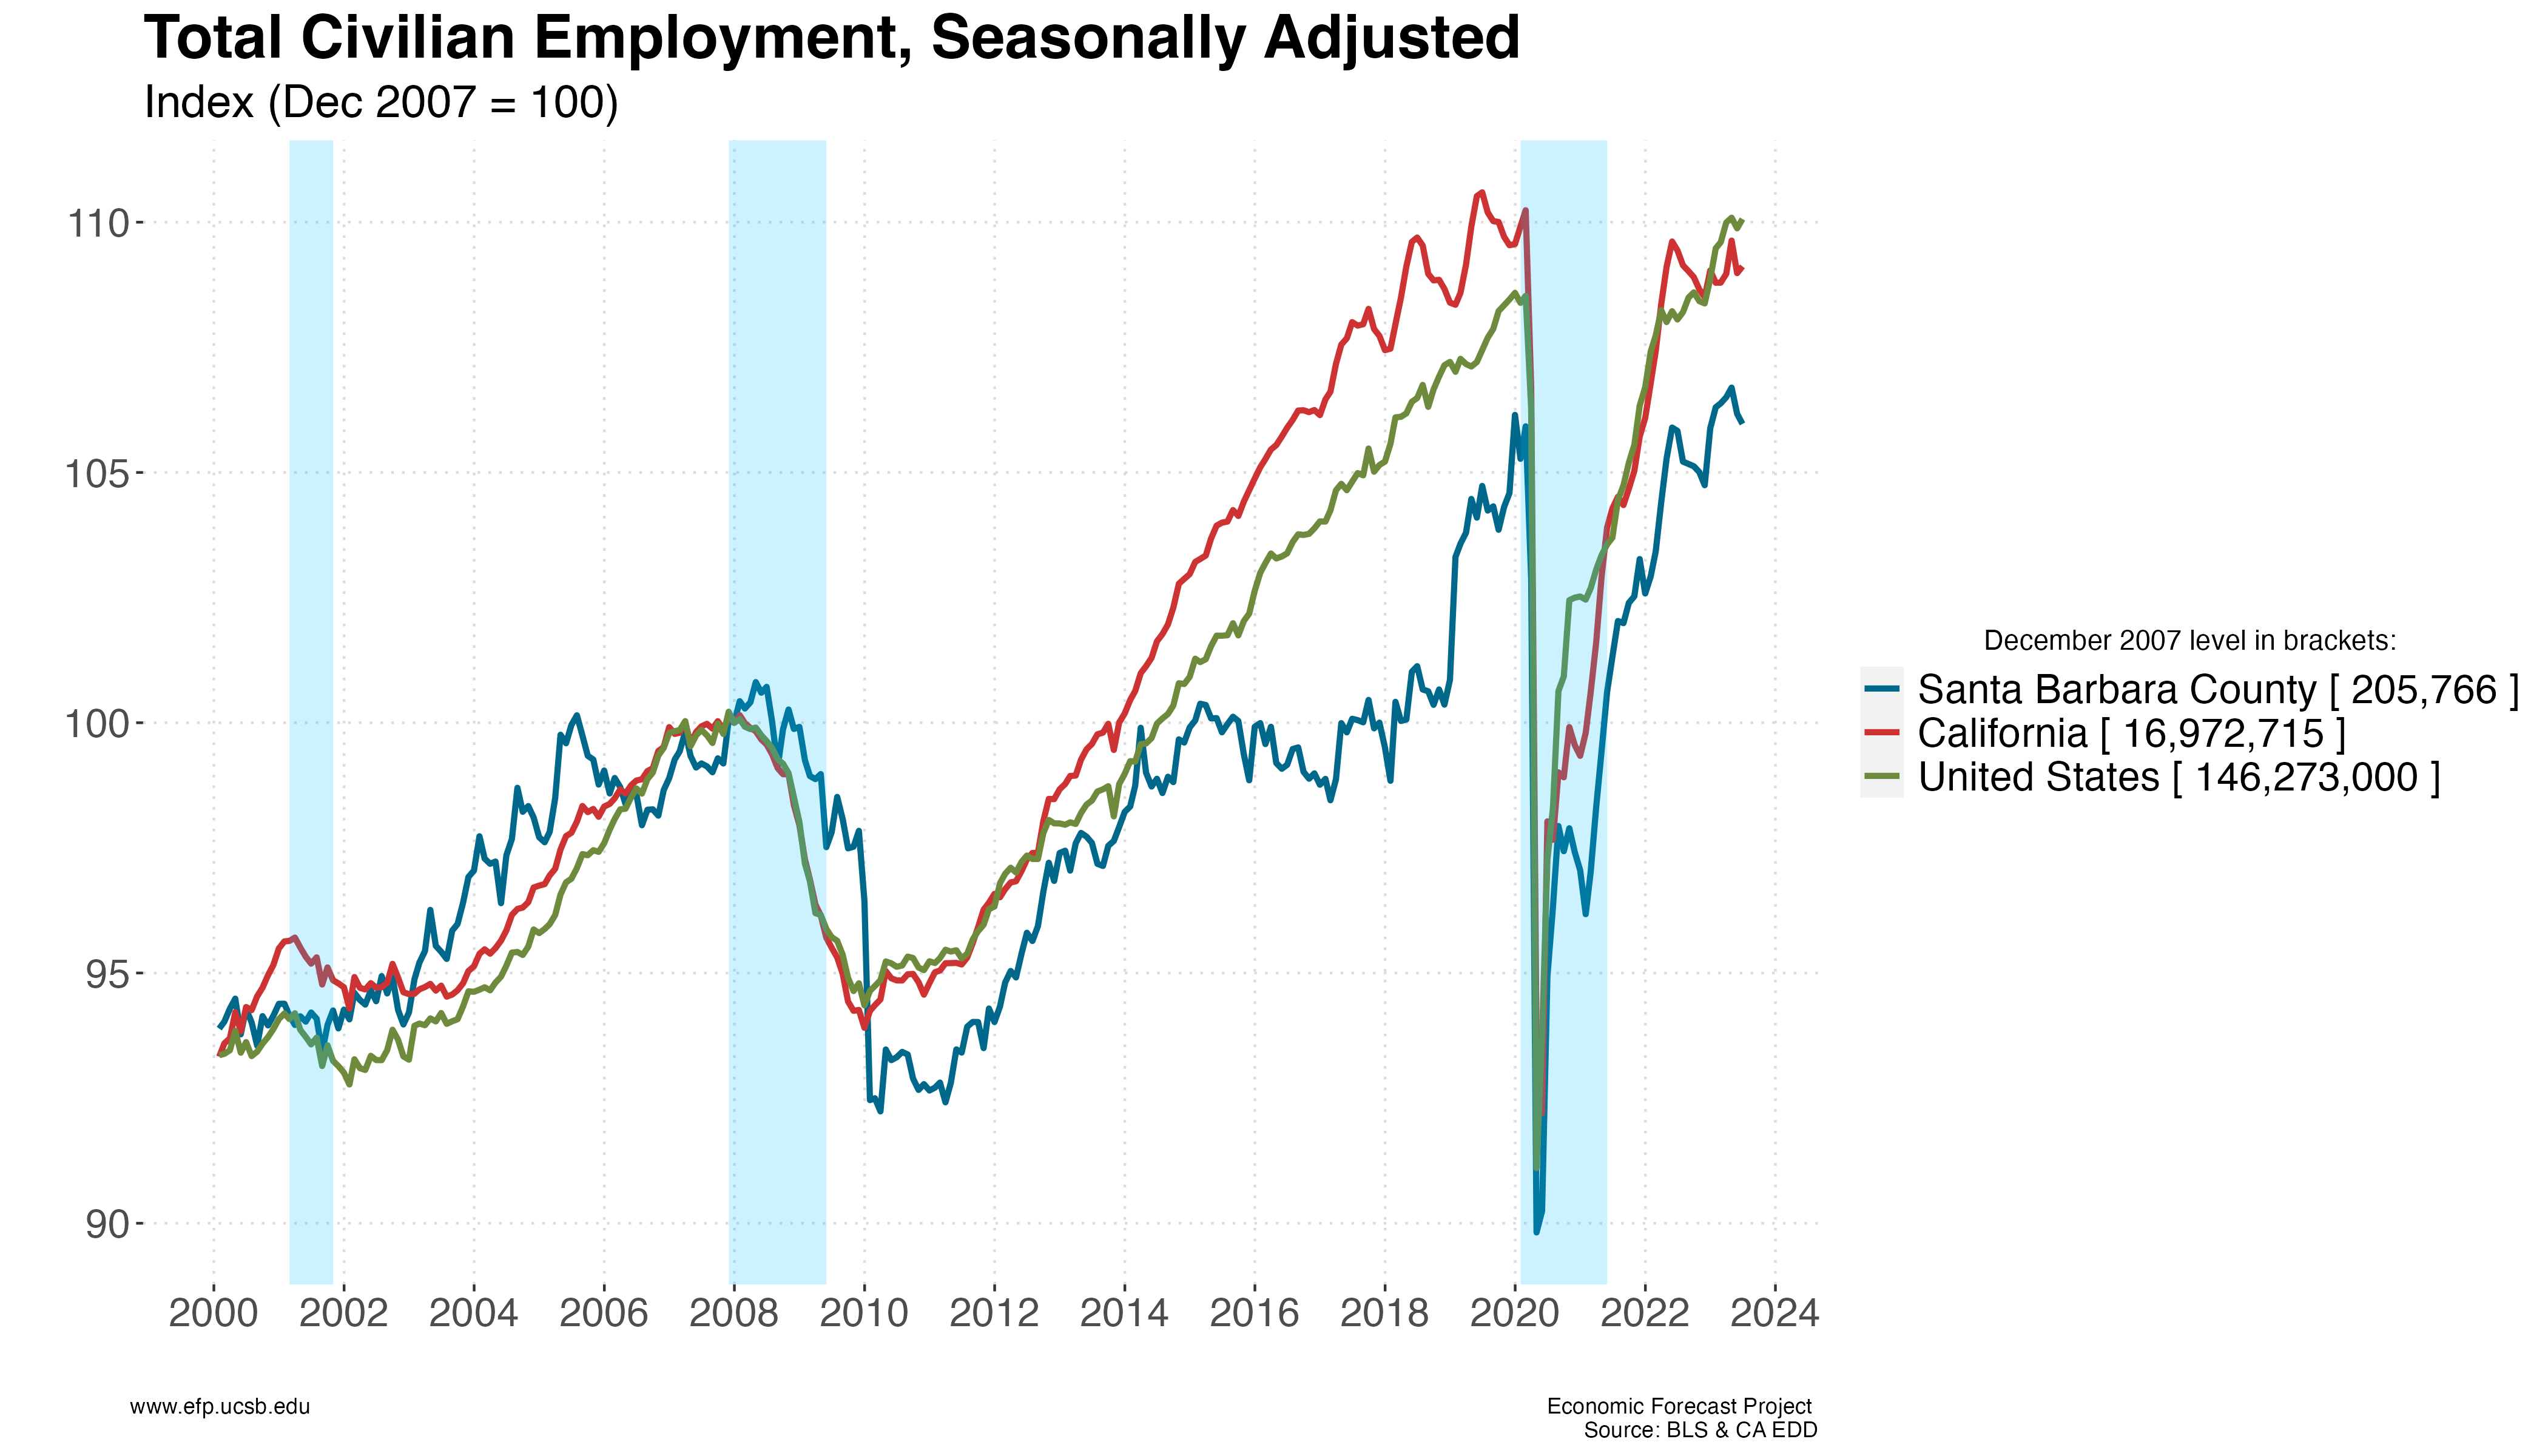 Total Civilian Employment, Seasonally Adjusted
Index (Dec 2007 = 100)
110
105
100
95
90
2000 2002 2004 2006 2008 2010 2012 2014 2016 2018 2020 2022 2024
December 2007 level in brackets:
Santa Barbara County [ 205,766 ]
California [ 16,972,715 ]
United States [ 146,273,000 ]
www.efp.ucsb.edu
Economic Forecast Project
Source: BLS & CA EDD